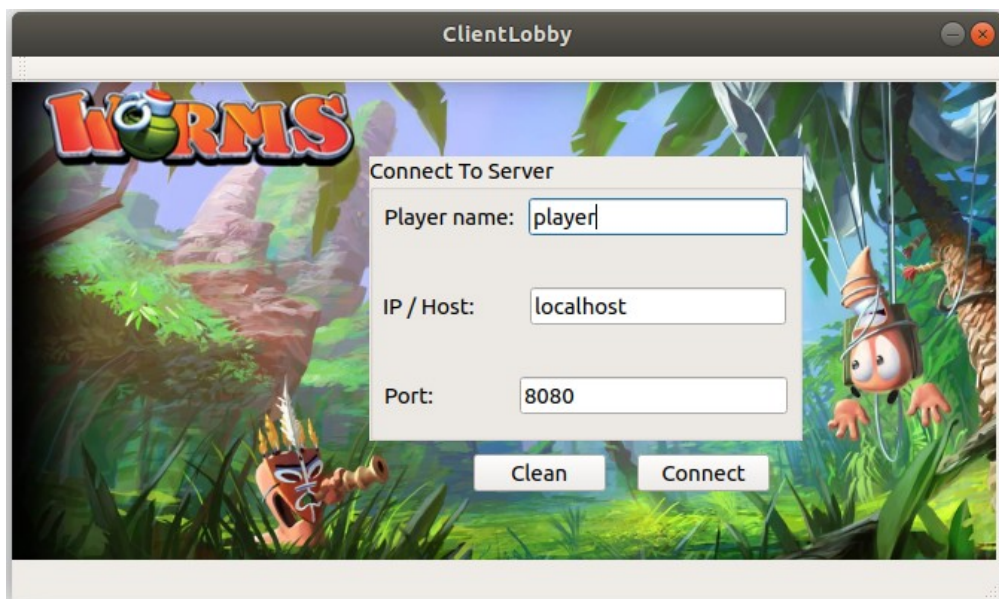 ClientLobby
WORMS
Connect To Server
Player name: player
IP / Host: localhost
Port: 8080
Clean Connect